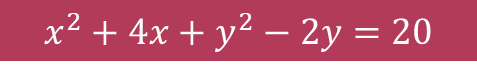 x² + 4x + y² − 2y = 20